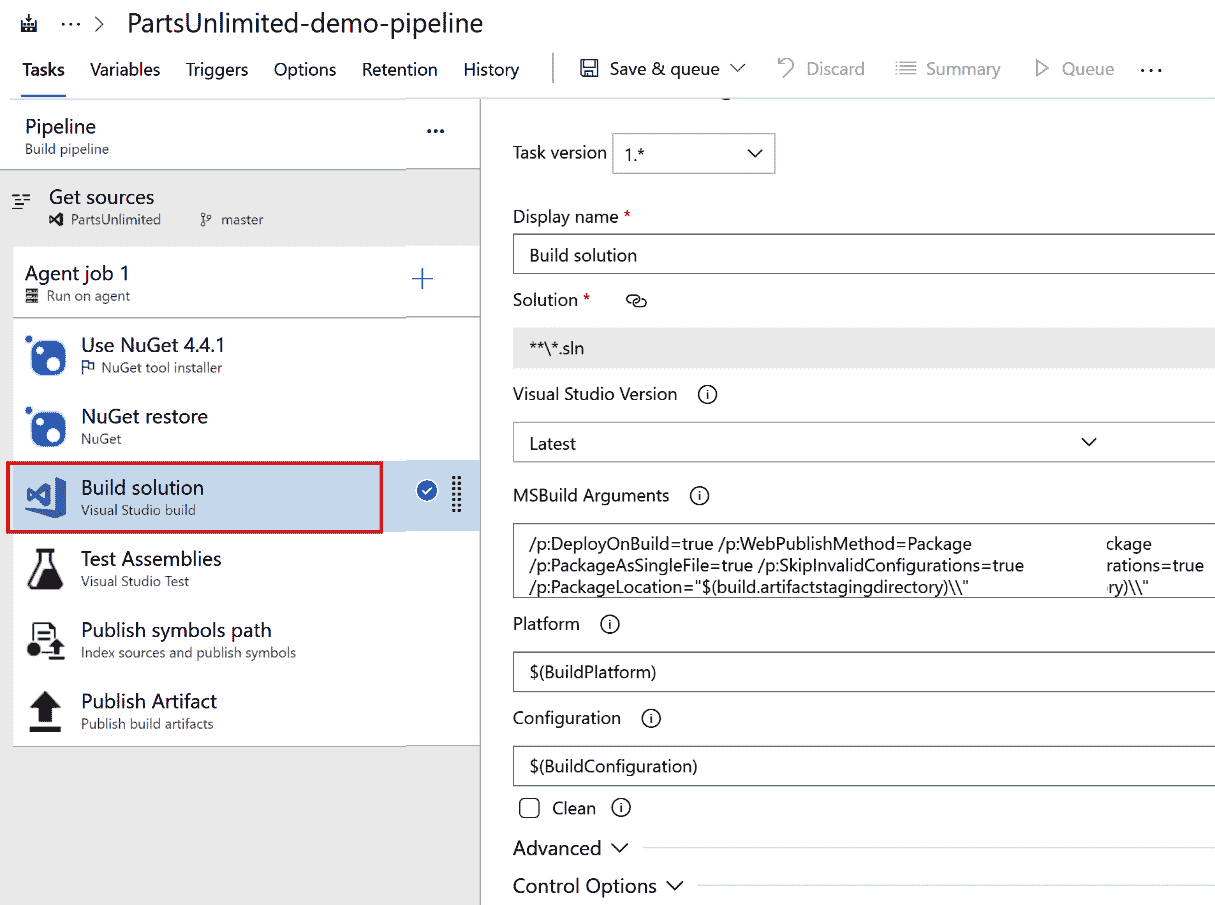 ··· > PartsUnlimited-demo-pipeline
Tasks Variables Triggers Options Retention History Save & queue Discard Summary Queue ···
Pipeline ···
Build pipeline
Get sources
PartsUnlimited master
Agent job 1 +
Run on agent
Use NuGet 4.4.1
NuGet tool installer
NuGet restore
NuGet
Build solution
Visual Studio build
Test Assemblies
Visual Studio Test
Publish symbols path
Index sources and publish symbols
Publish Artifact
Publish build artifacts
Task version 1.*
Display name *
Build solution
Solution *
**\*.sln
Visual Studio Version
Latest
MSBuild Arguments
/p:DeployOnBuild=true /p:WebPublishMethod=Package ckage
/p:PackageAsSingleFile=true /p:SkipInvalidConfigurations=true rations=true
/p:PackageLocation="$(build.artifactstagingdirectory)\\" ry)\\"
Platform
$(BuildPlatform)
Configuration
$(BuildConfiguration)
Clean
Advanced
Control Options